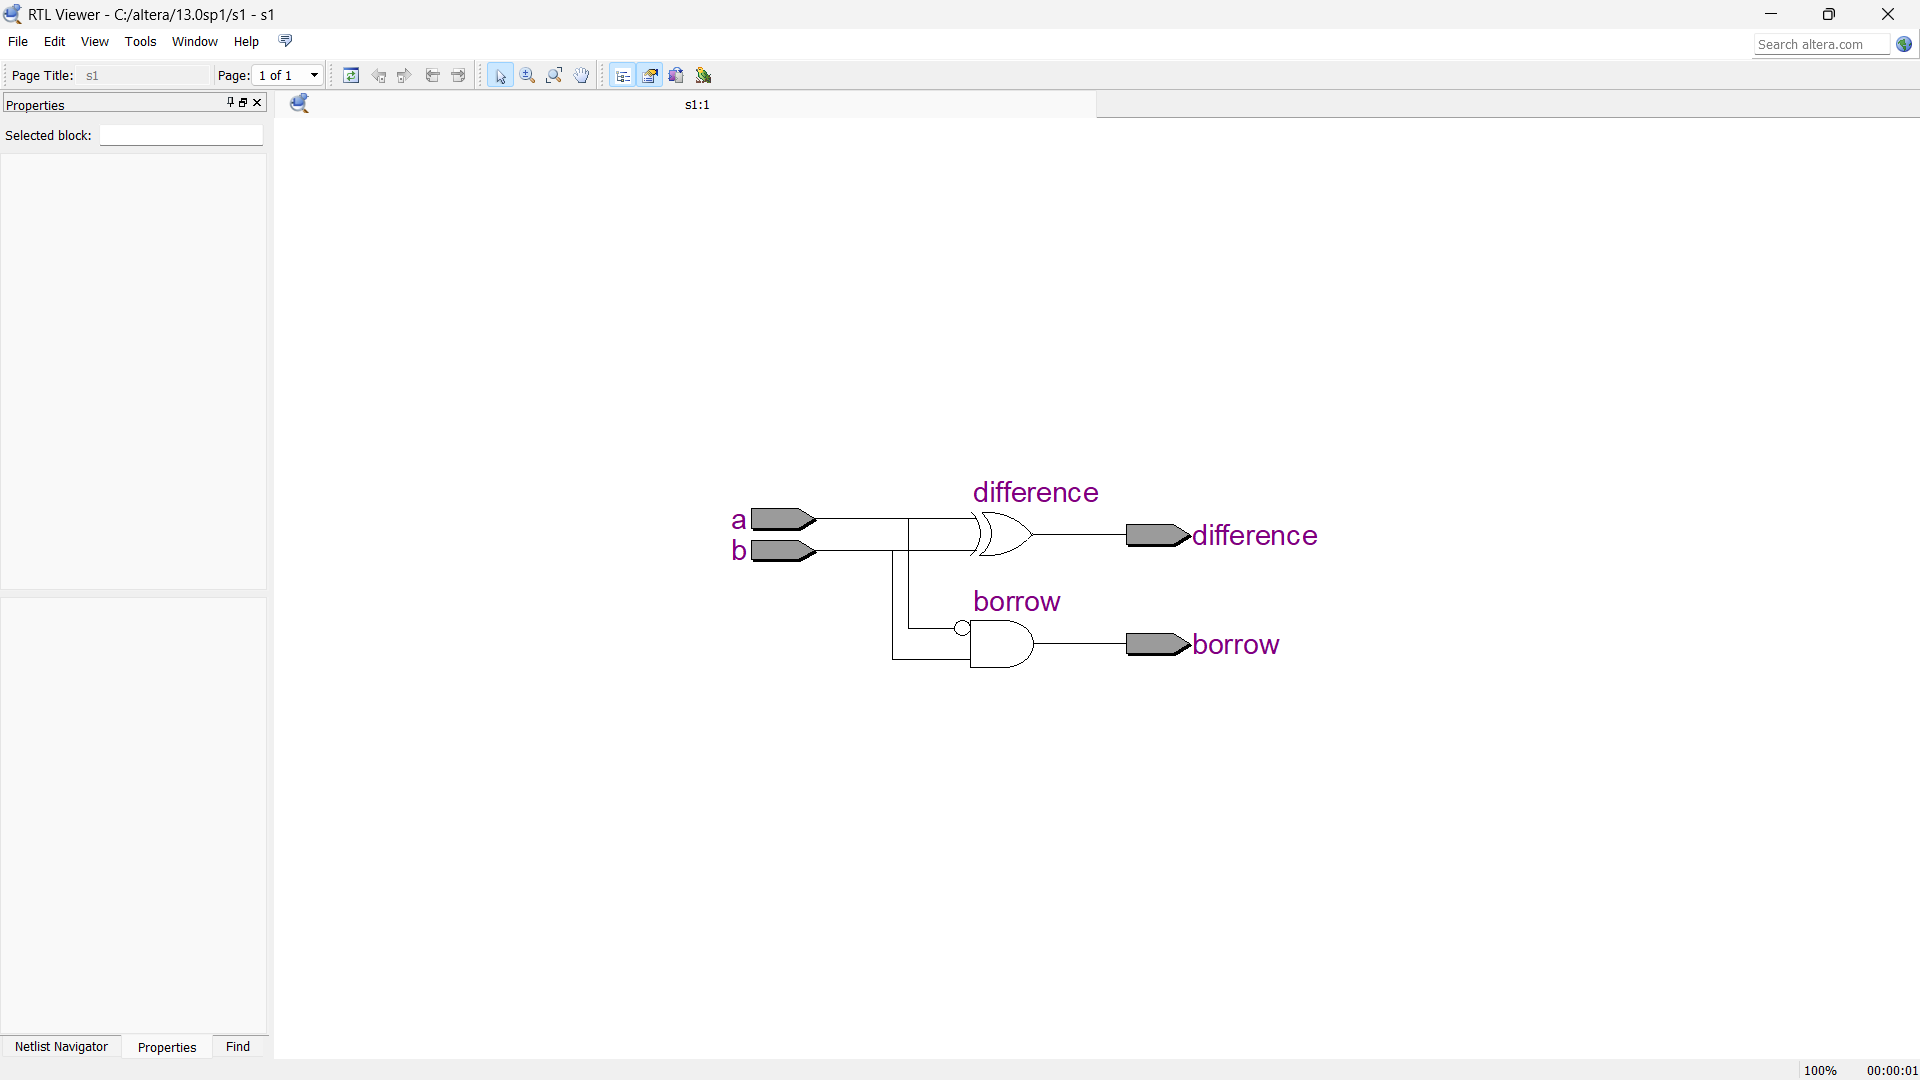 RTL Viewer - C:/altera/13.0sp1/s1 - s1
File Edit View Tools Window Help
Search altera.com
Page Title: s1 Page: 1 of 1
Properties
s1:1
Selected block:
difference
a
difference
b
borrow
borrow
Netlist Navigator Properties Find
100% 00:00:01